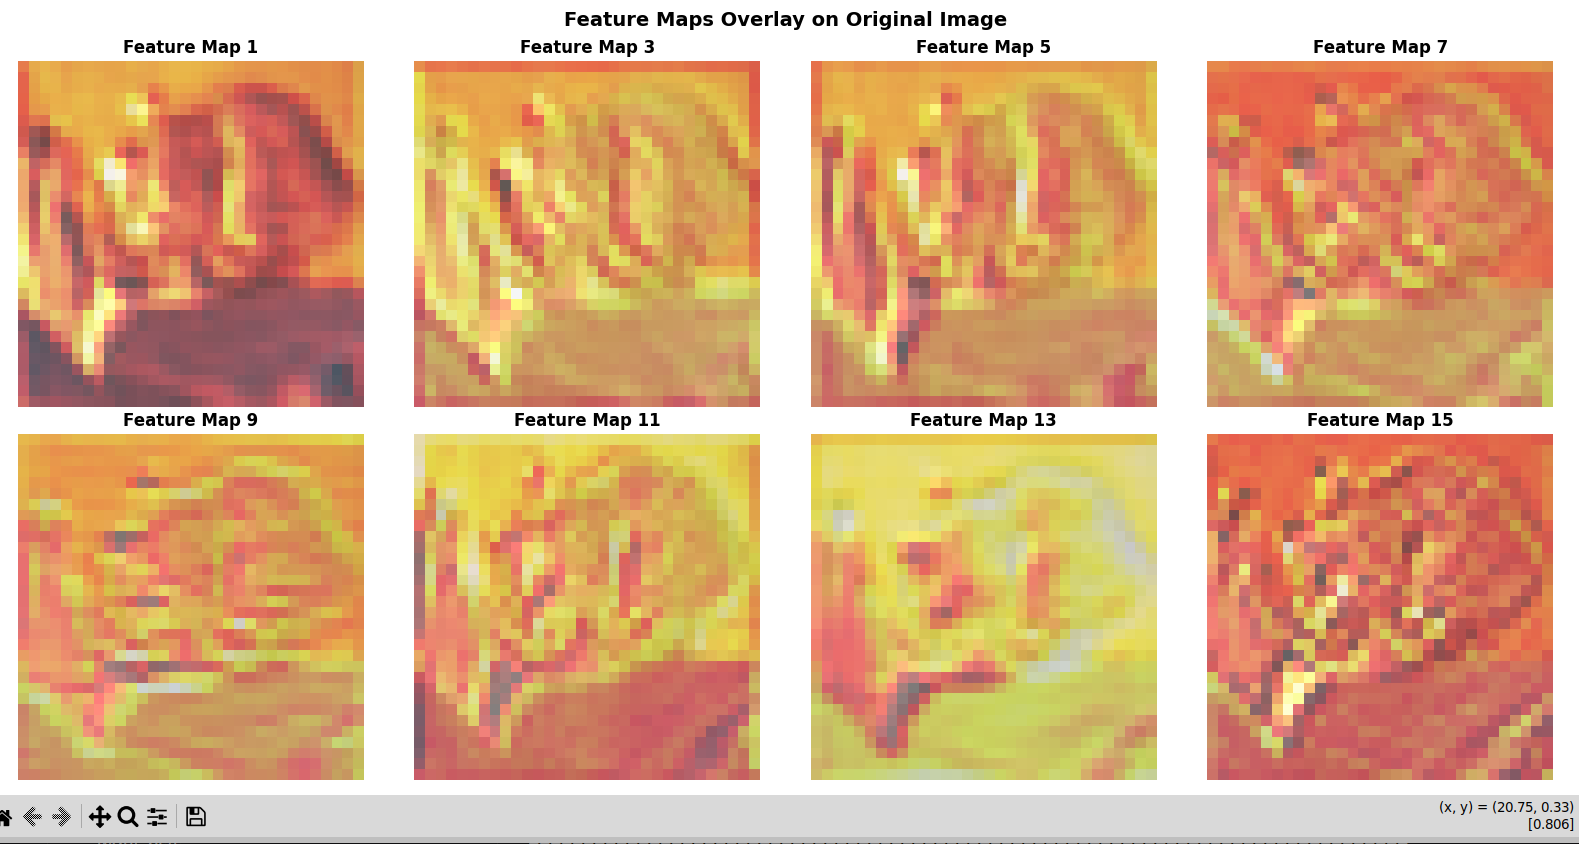 Feature Maps Overlay on Original Image
Feature Map 1
Feature Map 3
Feature Map 5
Feature Map 7
Feature Map 9
Feature Map 11
Feature Map 13
Feature Map 15
(x, y) = (20.75, 0.33)
[0.806]